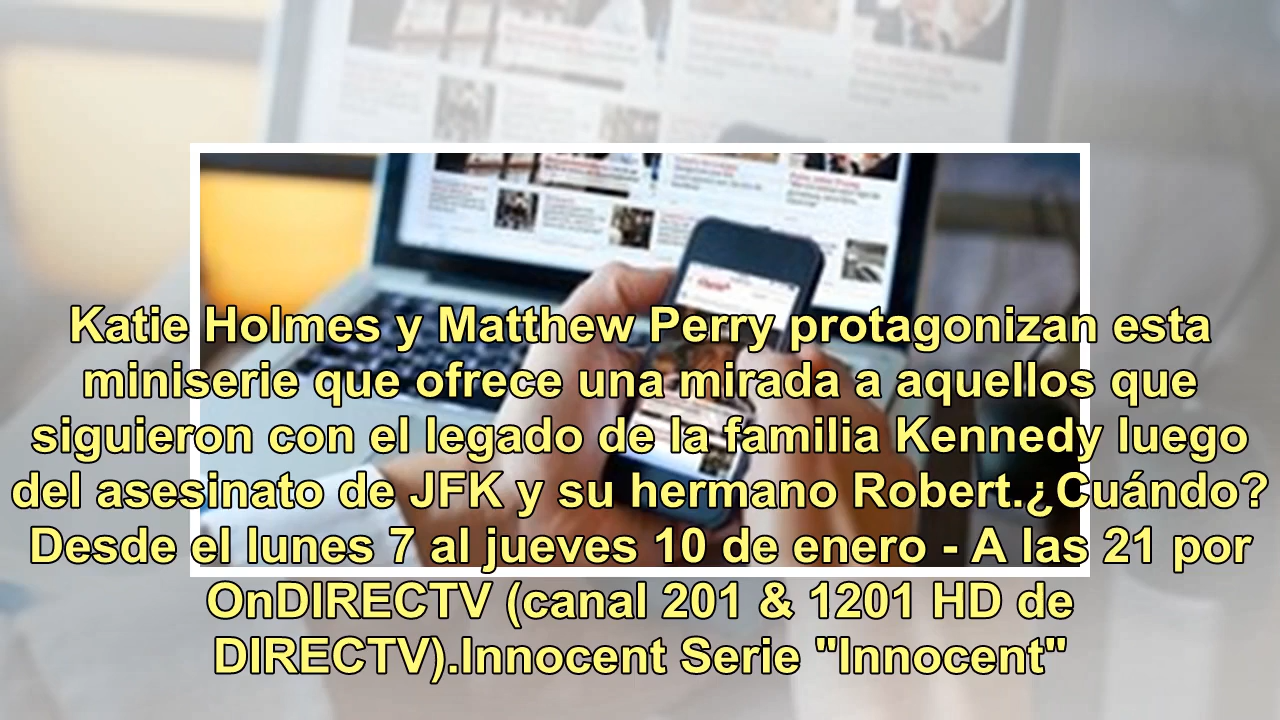 Katie Holmes y Matthew Perry protagonizan esta
miniserie que ofrece una mirada a aquellos que
siguieron con el legado de la familia Kennedy luego
del asesinato de JFK y su hermano Robert.¿Cuándo?
Desde el lunes 7 al jueves 10 de enero - A las 21 por
OnDIRECTV (canal 201 & 1201 HD de
DIRECTV).Innocent Serie "Innocent"